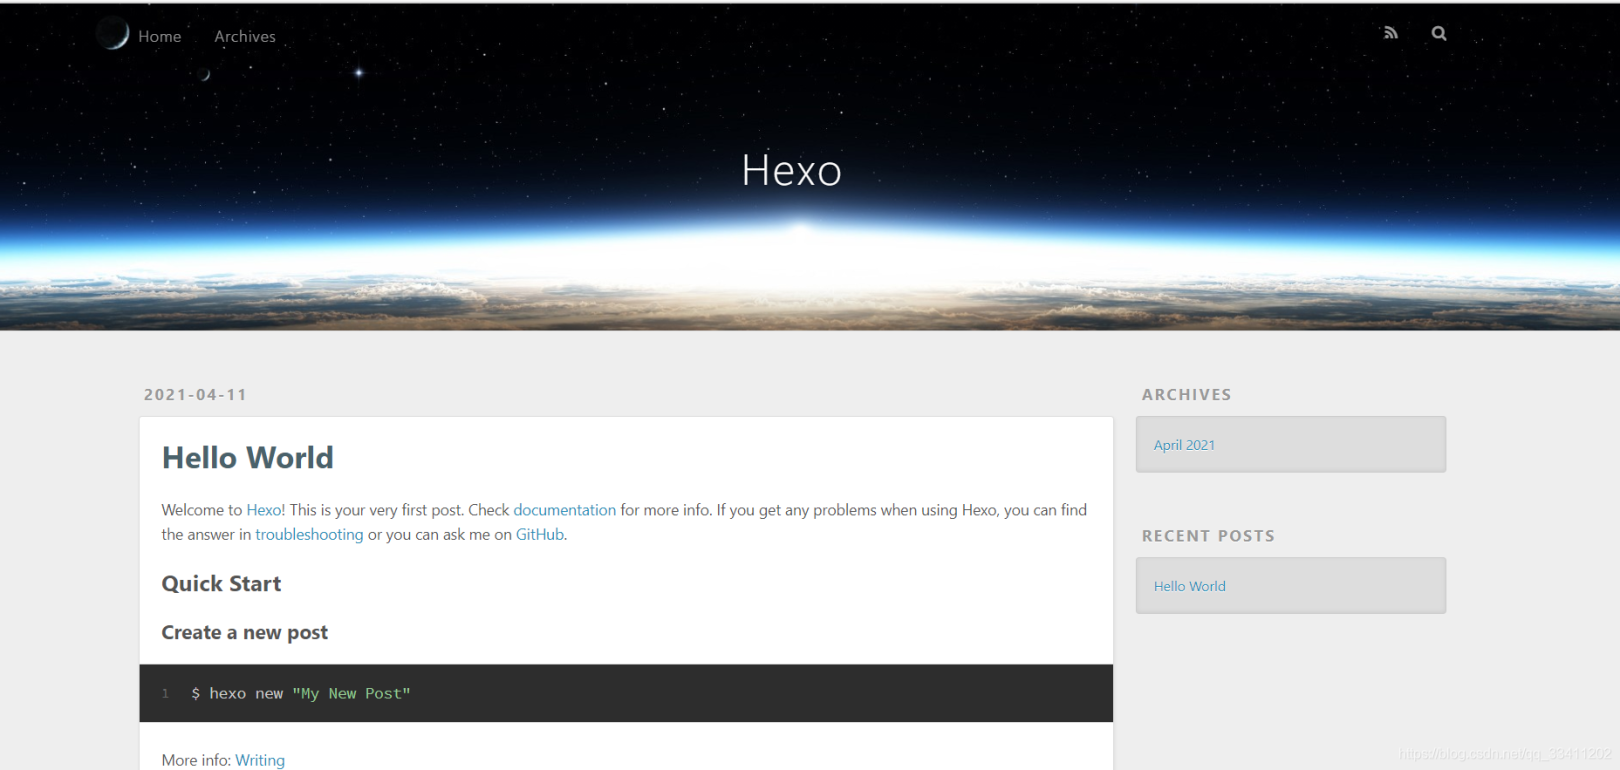 Home Archives
Hexo
2021-04-11
Hello World
Welcome to Hexo! This is your very first post. Check documentation for more info. If you get any problems when using Hexo, you can find
the answer in troubleshooting or you can ask me on GitHub.
Quick Start
Create a new post
1 $ hexo new "My New Post"
More info: Writing
ARCHIVES
April 2021
RECENT POSTS
Hello World
https://blog.csdn.net/qq_33411202